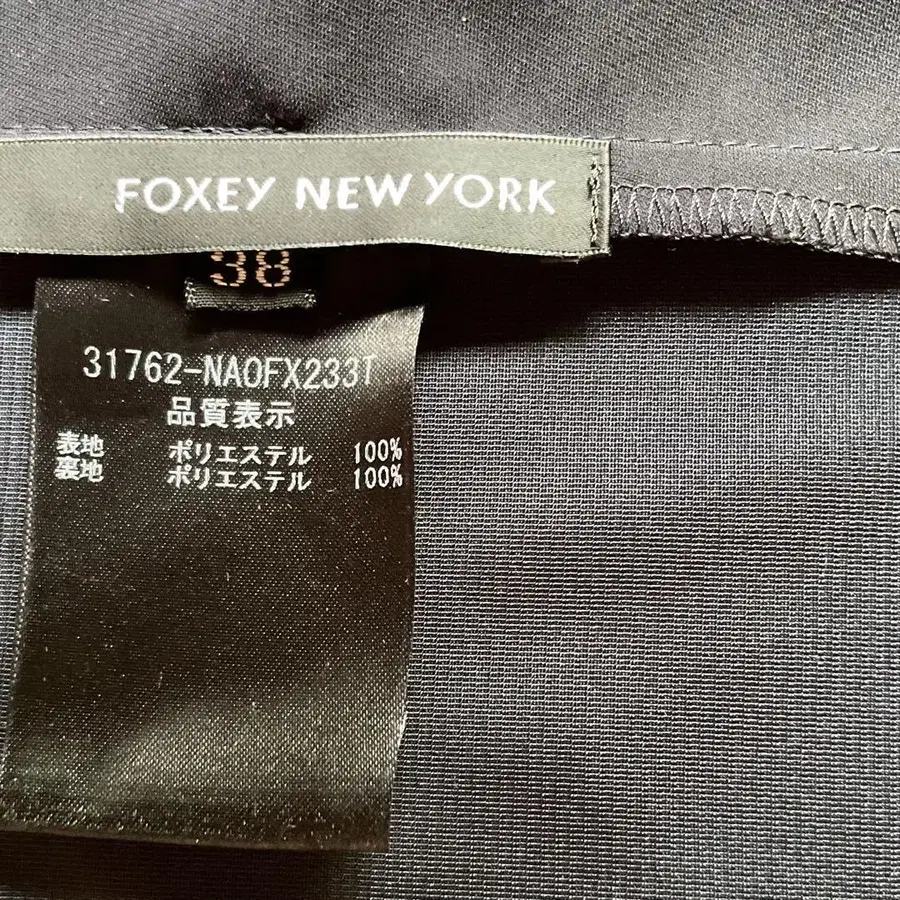 FOXEY NEW YORK
38
31762-NAOFX233T
品質表示
表地 ポリエステル 100%
裏地 ポリエステル 100%